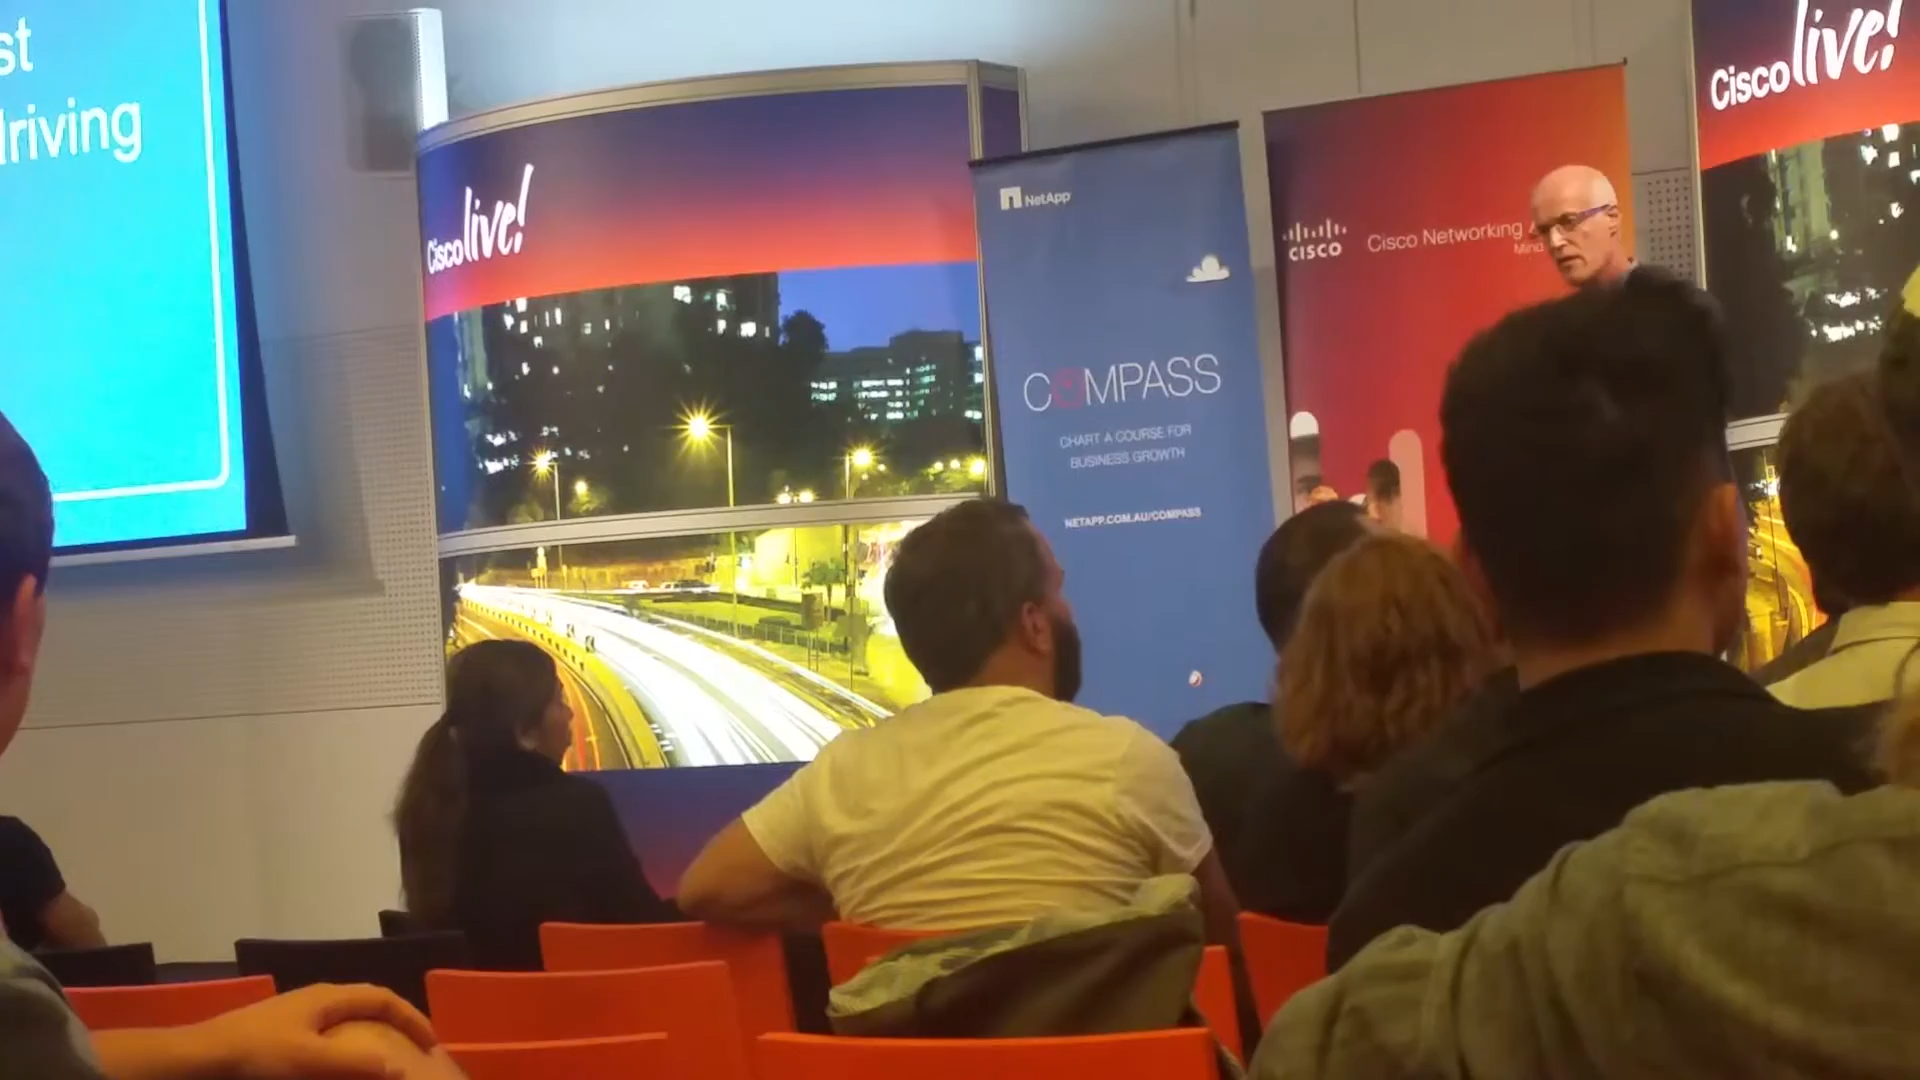 st
driving
Cisco live!
NetApp
COMPASS
CHART A COURSE FOR
BUSINESS GROWTH
NETAPP.COM.AU/COMPASS
CISCO
Cisco Networking
Cisco live!